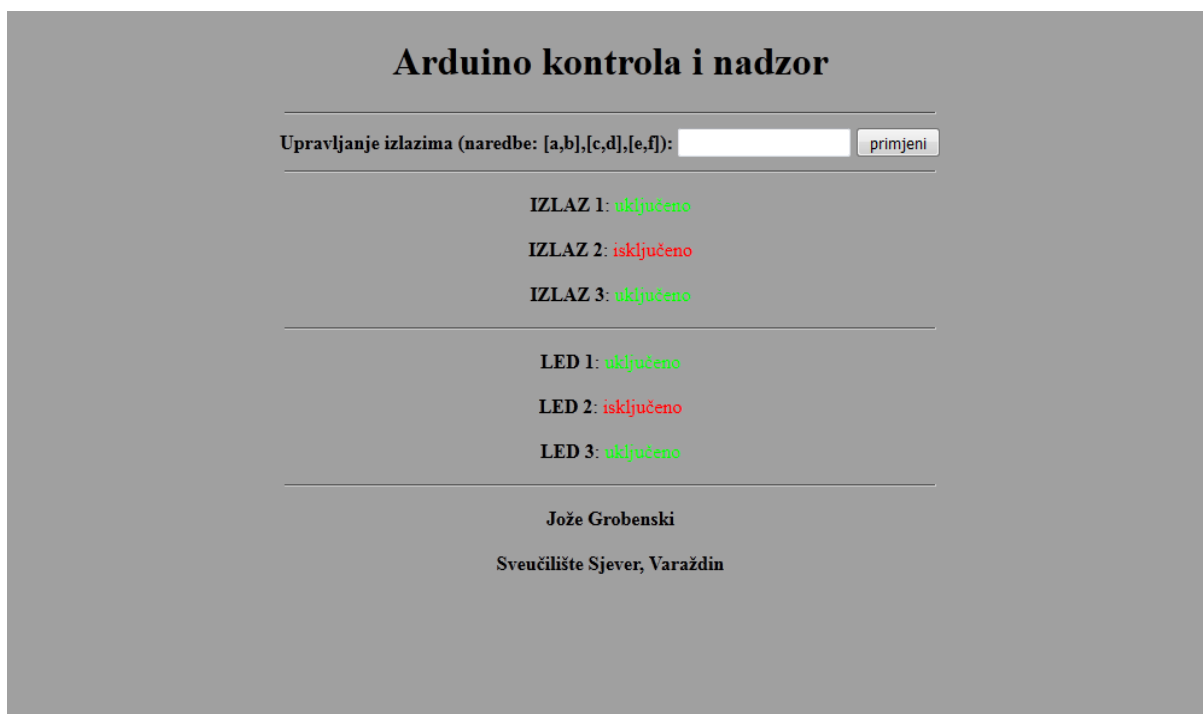 Arduino kontrola i nadzor
Upravljanje izlazima (naredbe: [a,b],[c,d],[e,f]): primjeni
IZLAZ 1: uključeno
IZLAZ 2: isključeno
IZLAZ 3: uključeno
LED 1: uključeno
LED 2: isključeno
LED 3: uključeno
Jože Grobenski
Sveučilište Sjever, Varaždin